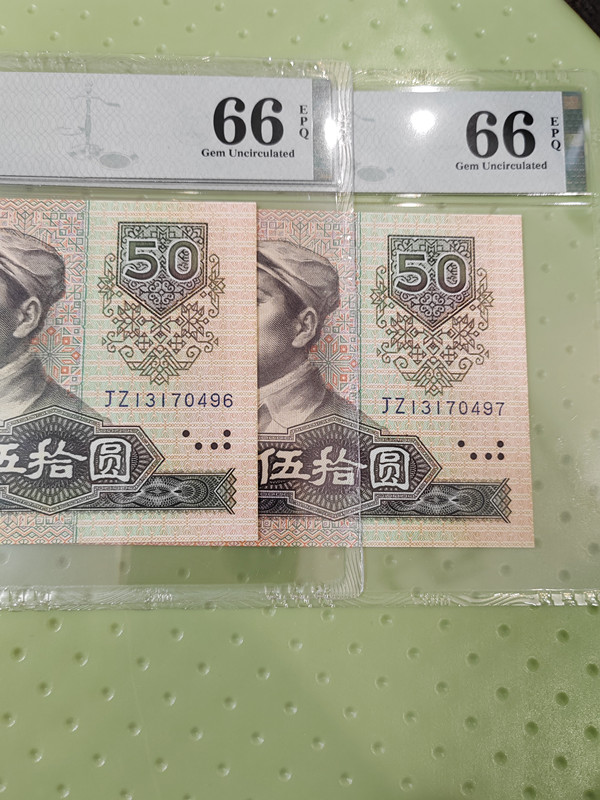 66 EPQ
Gem Uncirculated
50
JZ13170496
伍拾圆
66 EPQ
Gem Uncirculated
50
JZ13170497
伍拾圆